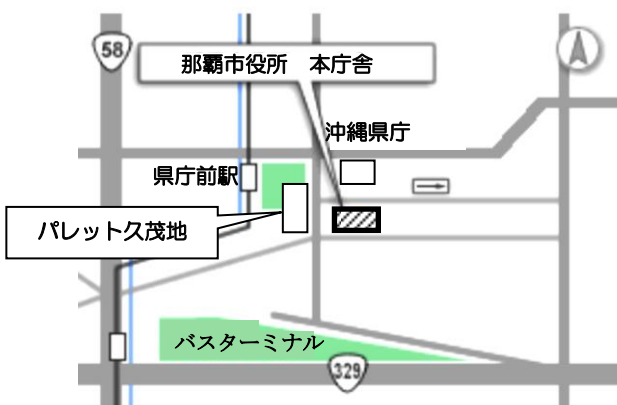 58
那覇市役所　本庁舎
沖縄県庁
県庁前駅
パレット久茂地
バスターミナル
329